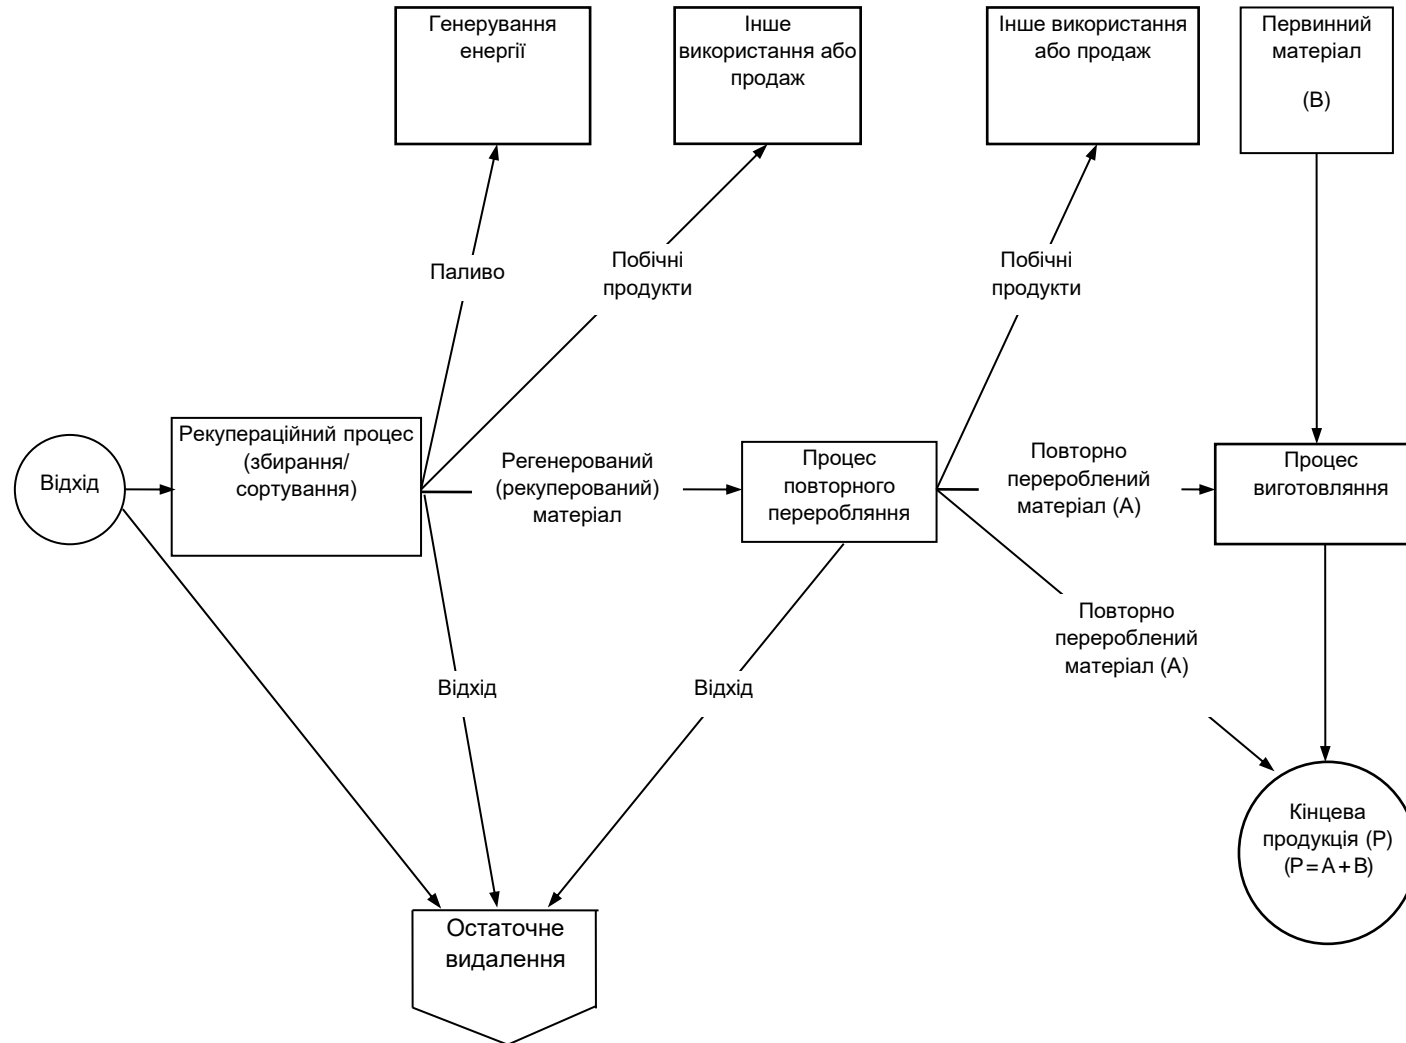 Генерування
енергії
Інше
використання або
продаж
Інше використання
або продаж
Первинний
матеріал
(В)
Паливо
Побічні
продукти
Побічні
продукти
Відхід
Рекупераційний процес
(збирання/
сортування)
Регенерований
(рекуперований)
матеріал
Процес
повторного
переробляння
Повторно
перероблений
матеріал (А)
Процес
виготовляння
Повторно
перероблений
матеріал (А)
Відхід
Відхід
Кінцева
продукція (Р)
(Р=А+В)
Остаточне
видалення